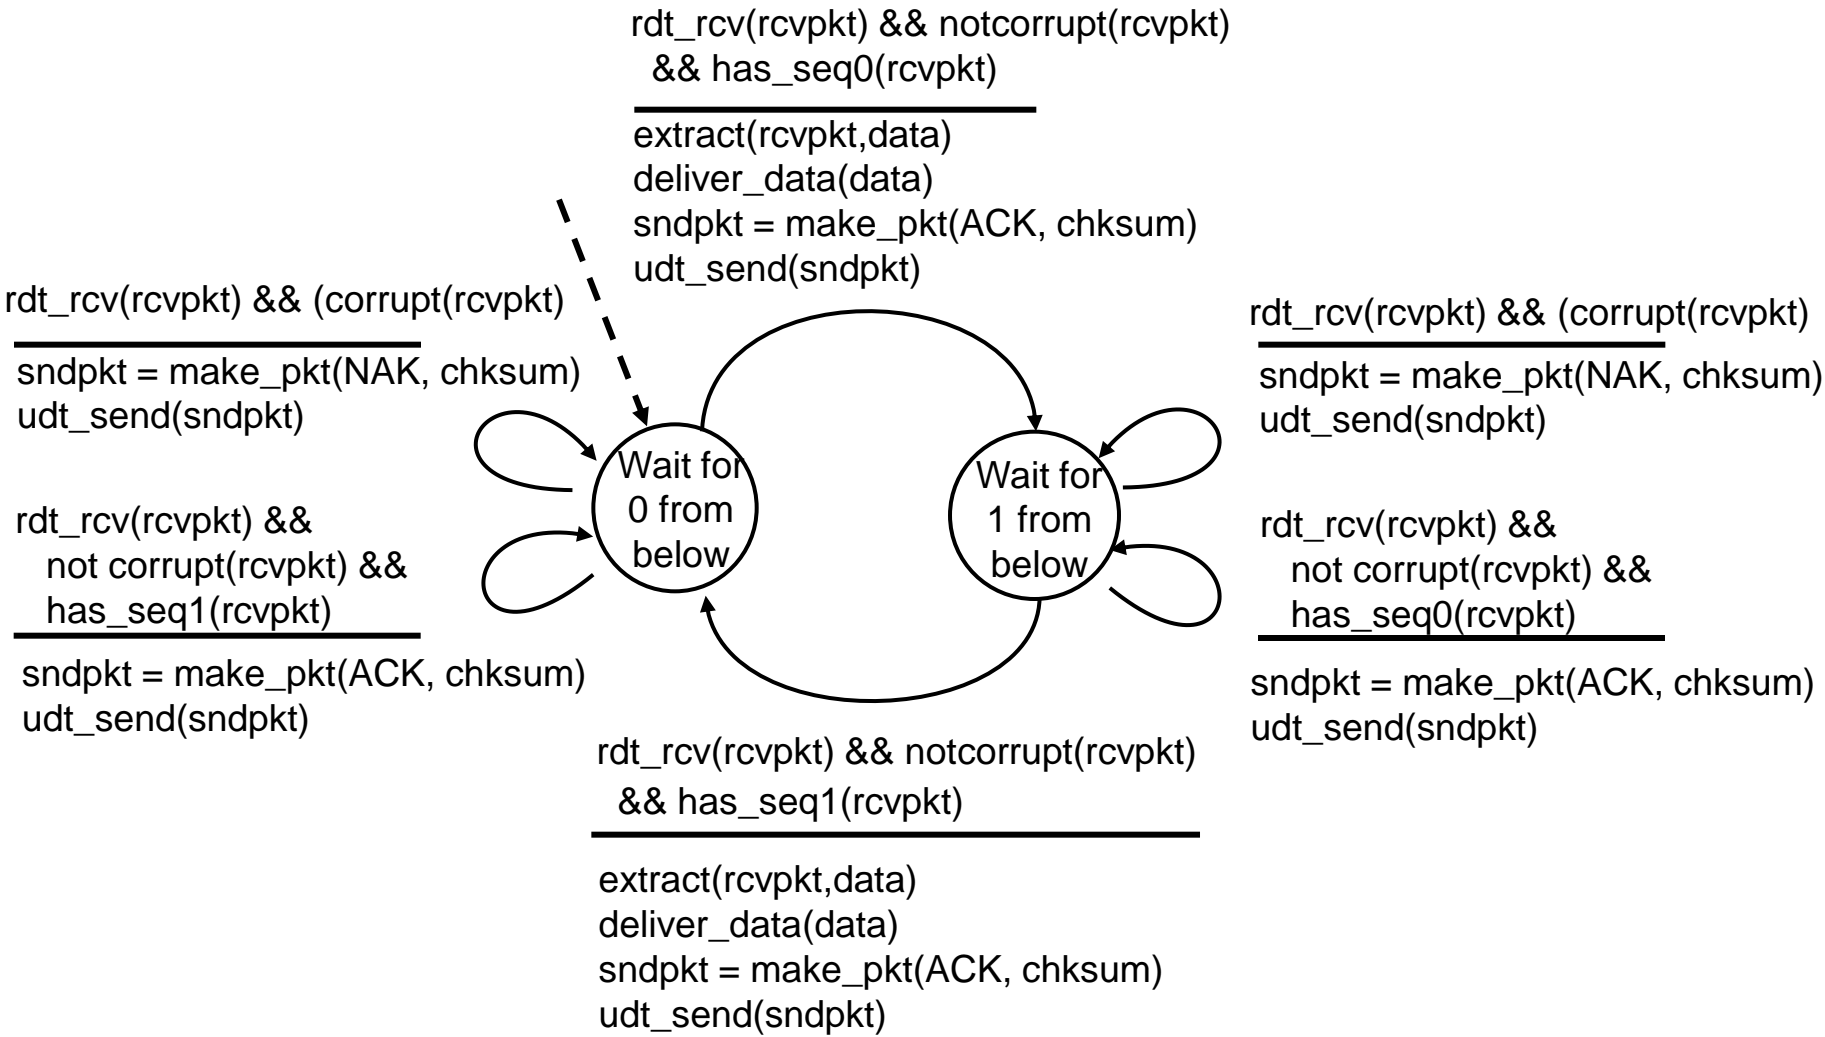 rdt_rcv(rcvpkt) && notcorrupt(rcvpkt)
&& has_seq0(rcvpkt)
extract(rcvpkt,data)
deliver_data(data)
sndpkt = make_pkt(ACK, chksum)
udt_send(sndpkt)
rdt_rcv(rcvpkt) && (corrupt(rcvpkt)
sndpkt = make_pkt(NAK, chksum)
udt_send(sndpkt)
rdt_rcv(rcvpkt) &&
not corrupt(rcvpkt) &&
has_seq1(rcvpkt)
sndpkt = make_pkt(ACK, chksum)
udt_send(sndpkt)
Wait for
0 from
below
Wait for
1 from
below
rdt_rcv(rcvpkt) && (corrupt(rcvpkt)
sndpkt = make_pkt(NAK, chksum)
udt_send(sndpkt)
rdt_rcv(rcvpkt) &&
not corrupt(rcvpkt) &&
has_seq0(rcvpkt)
sndpkt = make_pkt(ACK, chksum)
udt_send(sndpkt)
rdt_rcv(rcvpkt) && notcorrupt(rcvpkt)
&& has_seq1(rcvpkt)
extract(rcvpkt,data)
deliver_data(data)
sndpkt = make_pkt(ACK, chksum)
udt_send(sndpkt)